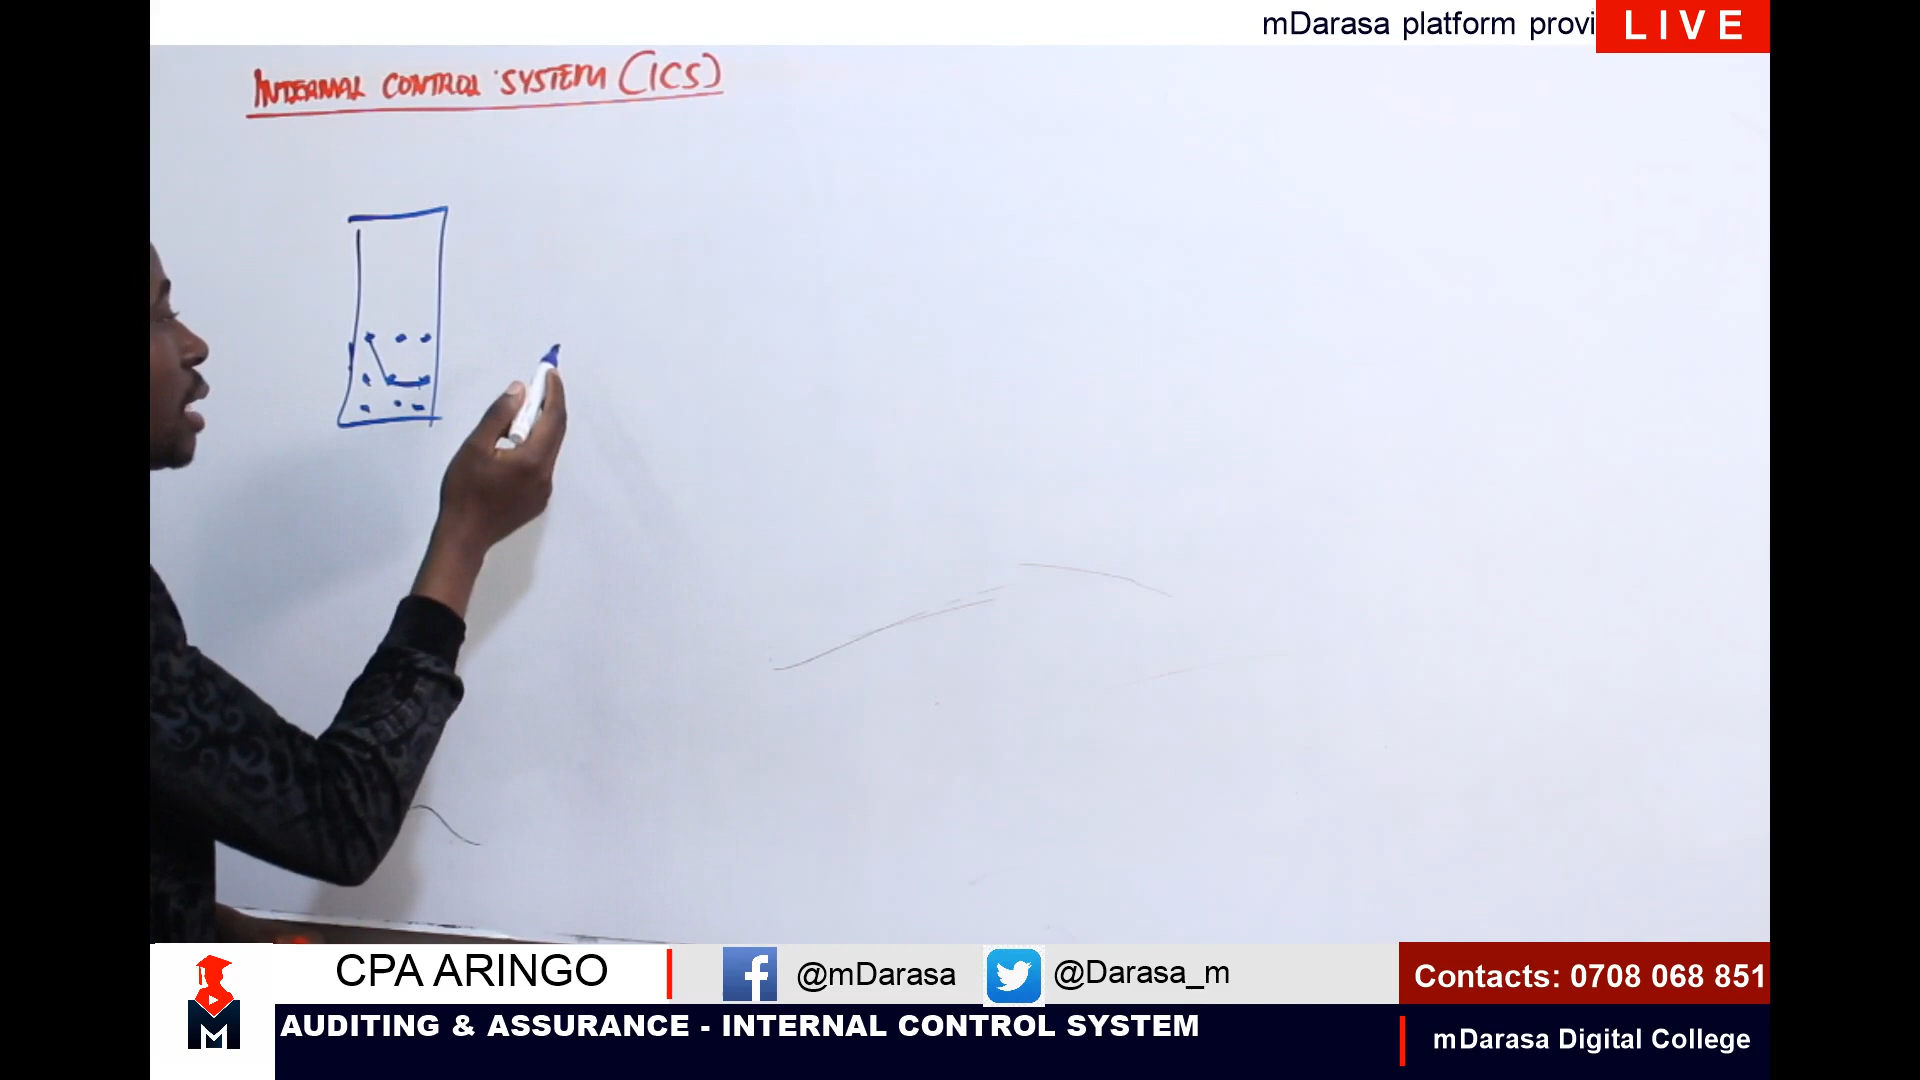 mDarasa platform provi
LIVE
INTERNAL CONTROL SYSTEM (ICS)
CPA ARINGO
@mDarasa
@Darasa_m
Contacts: 0708 068 851
M
AUDITING & ASSURANCE - INTERNAL CONTROL SYSTEM
mDarasa Digital College